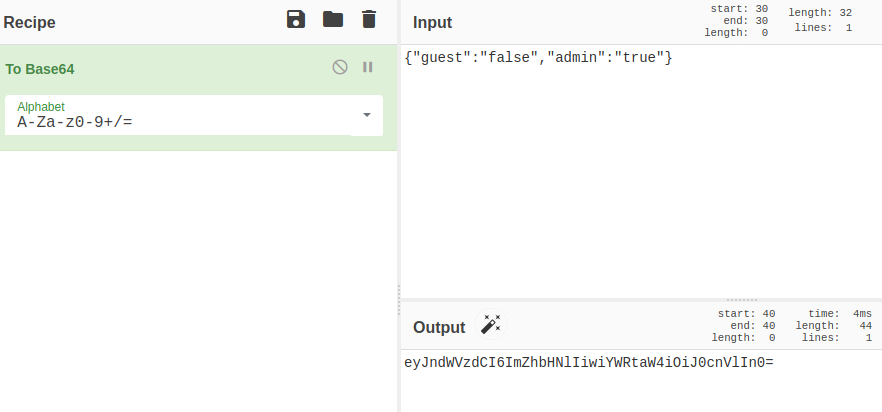 Recipe
To Base64
Alphabet
A-Za-z0-9+/=
Input
start: 30
end: 30
length: 0
length: 32
lines: 1
{"guest":"false","admin":"true"}
Output
start: 40
end: 40
length: 0
time: 4ms
length: 44
lines: 1
eyJndWVzdCI6ImZhbHNlIiwiYWRtaW4iOiJ0cnVlIn0=